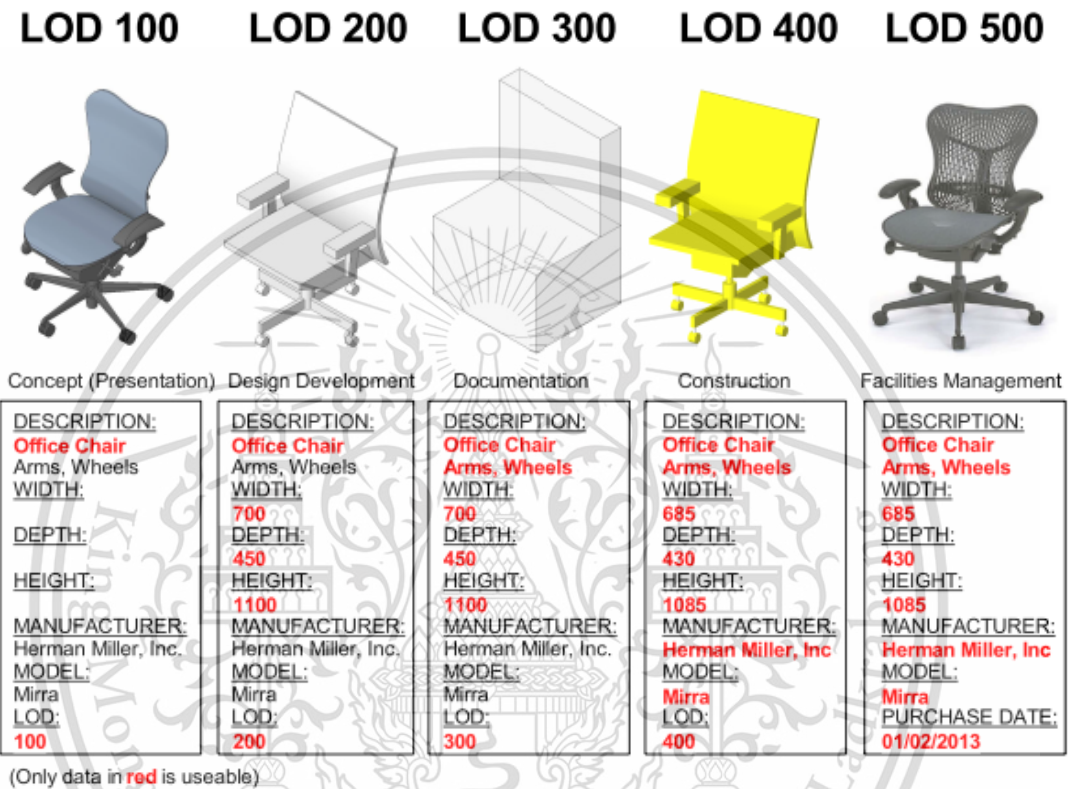 LOD 100
LOD 200
LOD 300
LOD 400
LOD 500
Concept (Presentation)
Design Development
Documentation
Construction
Facilities Management
DESCRIPTION:
Office Chair
Arms, Wheels
WIDTH:
DEPTH:
HEIGHT:
MANUFACTURER:
Herman Miller, Inc.
MODEL:
Mirra
LOD:
100
DESCRIPTION:
Office Chair
Arms, Wheels
WIDTH:
700
DEPTH:
450
HEIGHT:
1100
MANUFACTURER:
Herman Miller, Inc.
MODEL:
Mirra
LOD:
200
DESCRIPTION:
Office Chair
Arms, Wheels
WIDTH:
700
DEPTH:
450
HEIGHT:
1100
MANUFACTURER:
Herman Miller, Inc.
MODEL:
Mirra
LOD:
300
DESCRIPTION:
Office Chair
Arms, Wheels
WIDTH:
685
DEPTH:
430
HEIGHT:
1085
MANUFACTURER:
Herman Miller, Inc
MODEL:
Mirra
LOD:
400
DESCRIPTION:
Office Chair
Arms, Wheels
WIDTH:
685
DEPTH:
430
HEIGHT:
1085
MANUFACTURER:
Herman Miller, Inc
MODEL:
Mirra
PURCHASE DATE:
01/02/2013
(Only data in red is useable)